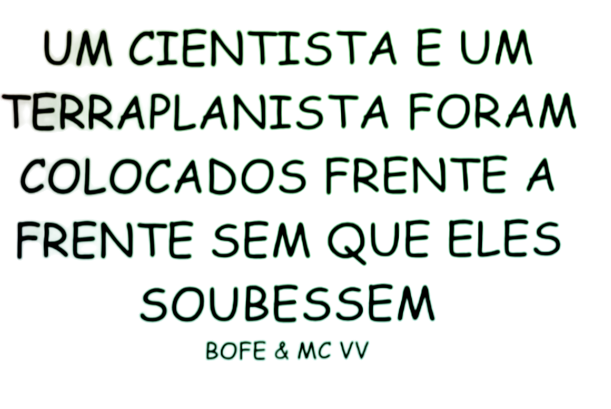 UM CIENTISTA E UM
TERRAPLANISTA FORAM
COLOCADOS FRENTE A
FRENTE SEM QUE ELES
SOUBESSEM
BOFE & MC VV